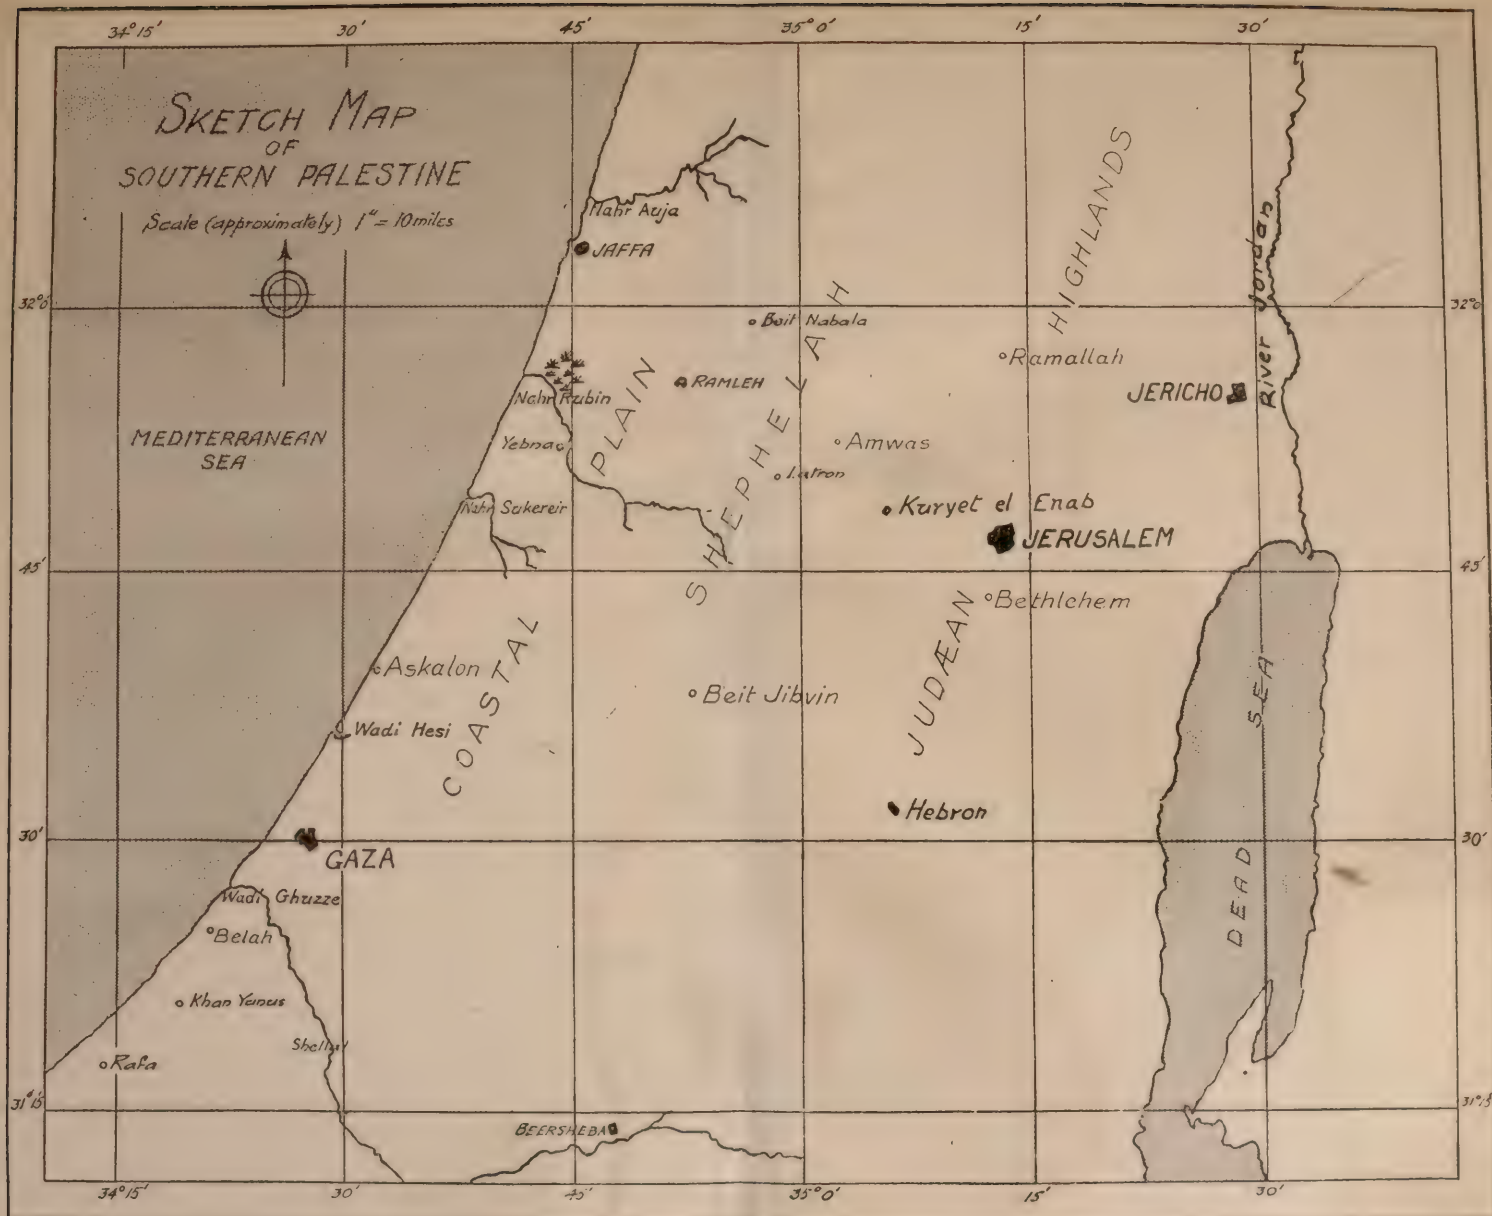 34°15' 30' 45' 35°0' 15' 30'
SKETCH MAP
OF
SOUTHERN PALESTINE
Scale (approximately) 1" = 10 miles
Nahr Auja
JAFFA
HIGHLANDS
River Jordan
32°0' 32°0'
Beit Nabala
Ramallah
RAMLEH
JERICHO
Nahr Rubin
MEDITERRANEAN
SEA
Yebna
PLAIN
SHEPHELAH
Amwas
Latron
Nahr Sukereir
Kuryet el Enab
JERUSALEM
45' 45'
Bethlehem
Askalon
COASTAL
Beit Jibvin
JUDÆAN
DEAD SEA
Wadi Hesi
Hebron
30' 30'
GAZA
Wadi Ghuzze
Belah
Khan Yunus
Shellal
Rafa
31°15' 31°15'
BEERSHEBA
34°15' 30' 45' 35°0' 15' 30'